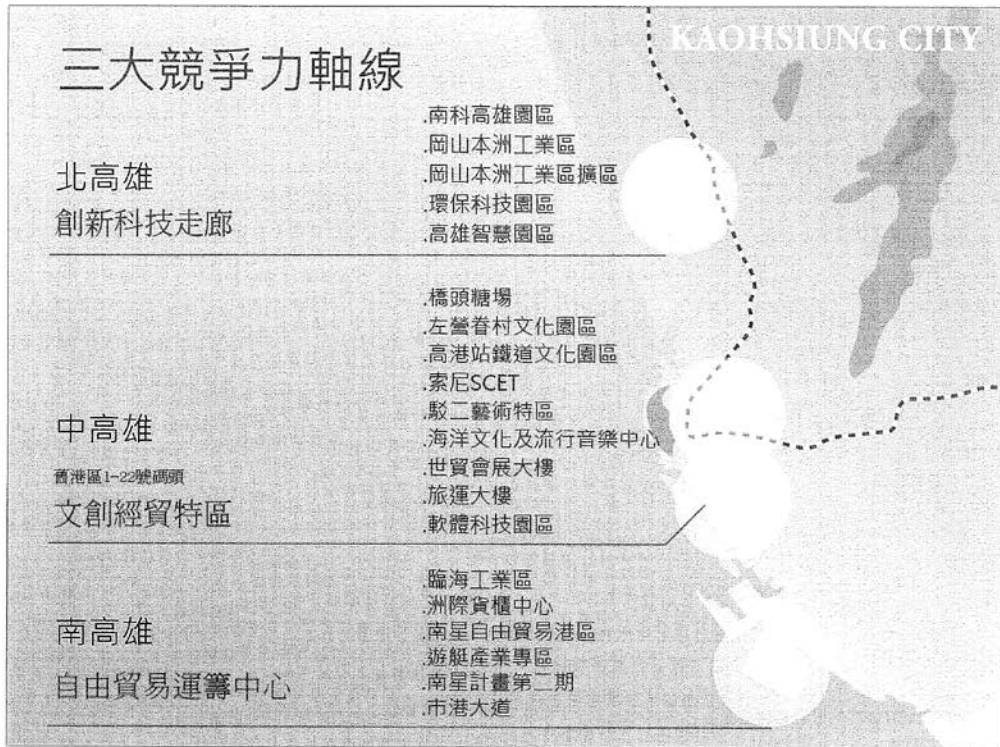 KAOHSIUNG CITY
三大競爭力軸線
北高雄
創新科技走廊
.南科高雄園區
.岡山本洲工業區
.岡山本洲工業區擴區
.環保科技園區
.高雄智慧園區
中高雄
舊港區1-22號碼頭
文創經貿特區
.橋頭糖場
.左營眷村文化園區
.高港站鐵道文化園區
.索尼SCET
.駁二藝術特區
.海洋文化及流行音樂中心
.世貿會展大樓
.旅運大樓
.軟體科技園區
南高雄
自由貿易運籌中心
.臨海工業區
.洲際貨櫃中心
.南星自由貿易港區
.遊艇產業專區
.南星計畫第二期
.市港大道